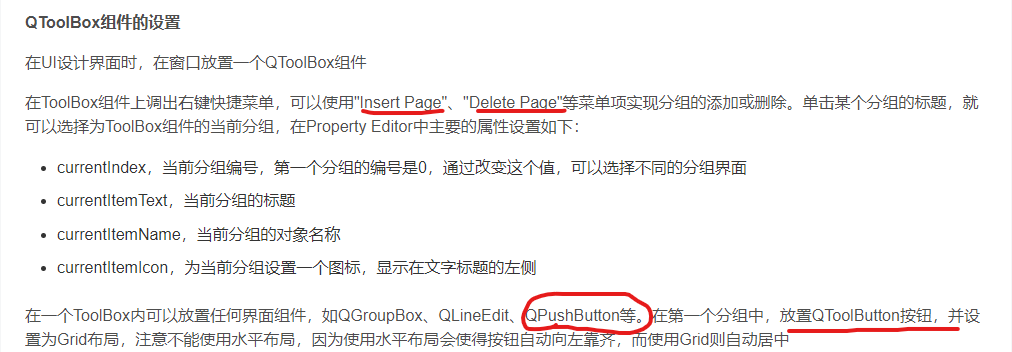 QToolBox组件的设置
在UI设计界面时，在窗口放置一个QToolBox组件
在ToolBox组件上调出右键快捷菜单，可以使用"Insert Page"、"Delete Page"等菜单项实现分组的添加或删除。单击某个分组的标题，就
可以选择为ToolBox组件的当前分组，在Property Editor中主要的属性设置如下：
• currentIndex，当前分组编号，第一个分组的编号是0，通过改变这个值，可以选择不同的分组界面
• currentItemText，当前分组的标题
• currentItemName，当前分组的对象名称
• currentItemIcon，为当前分组设置一个图标，显示在文字标题的左侧
在一个ToolBox内可以放置任何界面组件，如QGroupBox、QLineEdit、QPushButton等。在第一个分组中，放置QToolButton按钮，并设
置为Grid布局，注意不能使用水平布局，因为使用水平布局会使得按钮自动向左靠齐，而使用Grid则自动居中